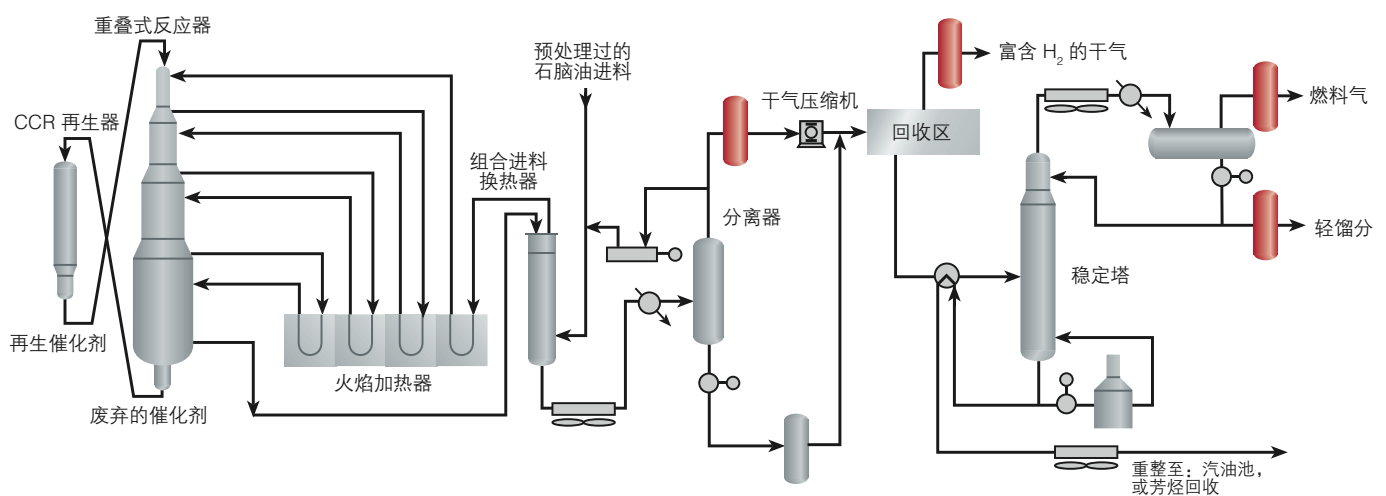 重叠式反应器
CCR 再生器
再生催化剂
废弃的催化剂
火焰加热器
组合进料
换热器
预处理过的
石脑油进料
分离器
干气压缩机
回收区
富含 H₂ 的干气
稳定塔
燃料气
轻馏分
重整至：汽油池，
或芳烃回收